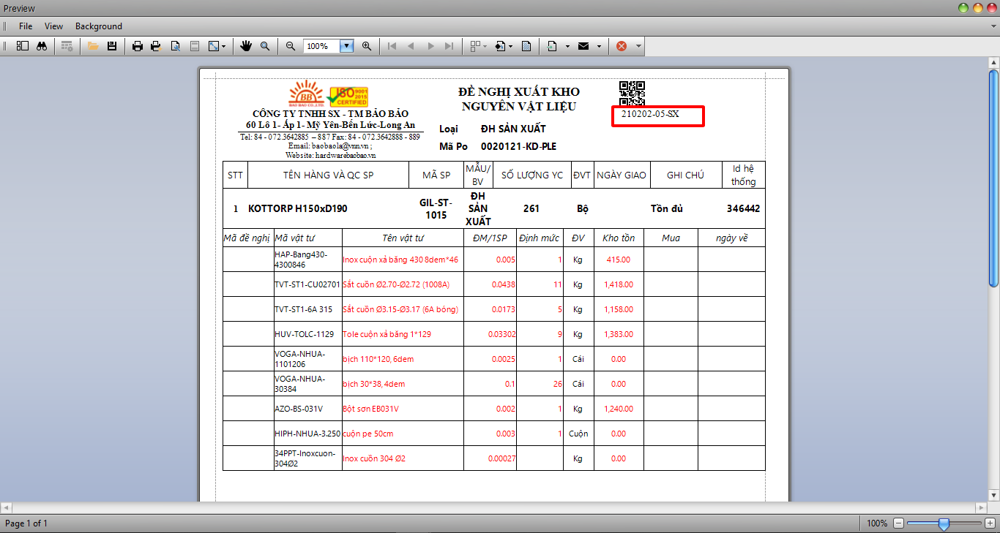 Preview
File View Background
100%
BB
BAO BAO CO.,LTD.
ISO 9001 2015 CERTIFIED
CÔNG TY TNHH SX - TM BẢO BẢO
60 Lô 1- Ấp 1- Mỹ Yên-Bến Lức-Long An
Tel: 84 - 072.3642885 – 887 Fax: 84 - 072.3642888 - 889
Email: baobaola@vnn.vn ;
Website: hardwarebaobao.vn
ĐỀ NGHỊ XUẤT KHO
NGUYÊN VẬT LIỆU
210202-05-SX
Loại ĐH SẢN XUẤT
Mã Po 0020121-KD-PLE
STT TÊN HÀNG VÀ QC SP MÃ SP MẪU/ BV SỐ LƯỢNG YC ĐVT NGÀY GIAO GHI CHÚ Id hệ thống
1 KOTTORP H150xD190 GIL-ST-1015 ĐH SẢN XUẤT 261 Bộ Tồn đủ 346442
Mã đề nghị Mã vật tư Tên vật tư ĐM/1SP Định mức ĐV Kho tồn Mua ngày về
HAP-Bang430-4300846 Inox cuộn xả băng 430 8dem*46 0.005 1 Kg 415.00
TVT-ST1-CU02701 Sắt cuồn Ø2.70-Ø2.72 (1008A) 0.0438 11 Kg 1,418.00
TVT-ST1-6A 315 Sắt cuồn Ø3.15-Ø3.17 (6A bóng) 0.0173 5 Kg 1,158.00
HUV-TOLC-1129 Tole cuộn xả băng 1*129 0.03302 9 Kg 1,383.00
VOGA-NHUA-1101206 bịch 110*120, 6dem 0.0025 1 Cái 0.00
VOGA-NHUA-30384 bịch 30*38, 4dem 0.1 26 Cái 0.00
AZO-BS-031V Bột sơn EB031V 0.002 1 Kg 1,240.00
HIPH-NHUA-3.250 cuộn pe 50cm 0.003 1 Cuộn 0.00
34PPT-Inoxcuon-304Ø2 Inox cuồn 304 Ø2 0.00027 Kg 0.00
Page 1 of 1 100%